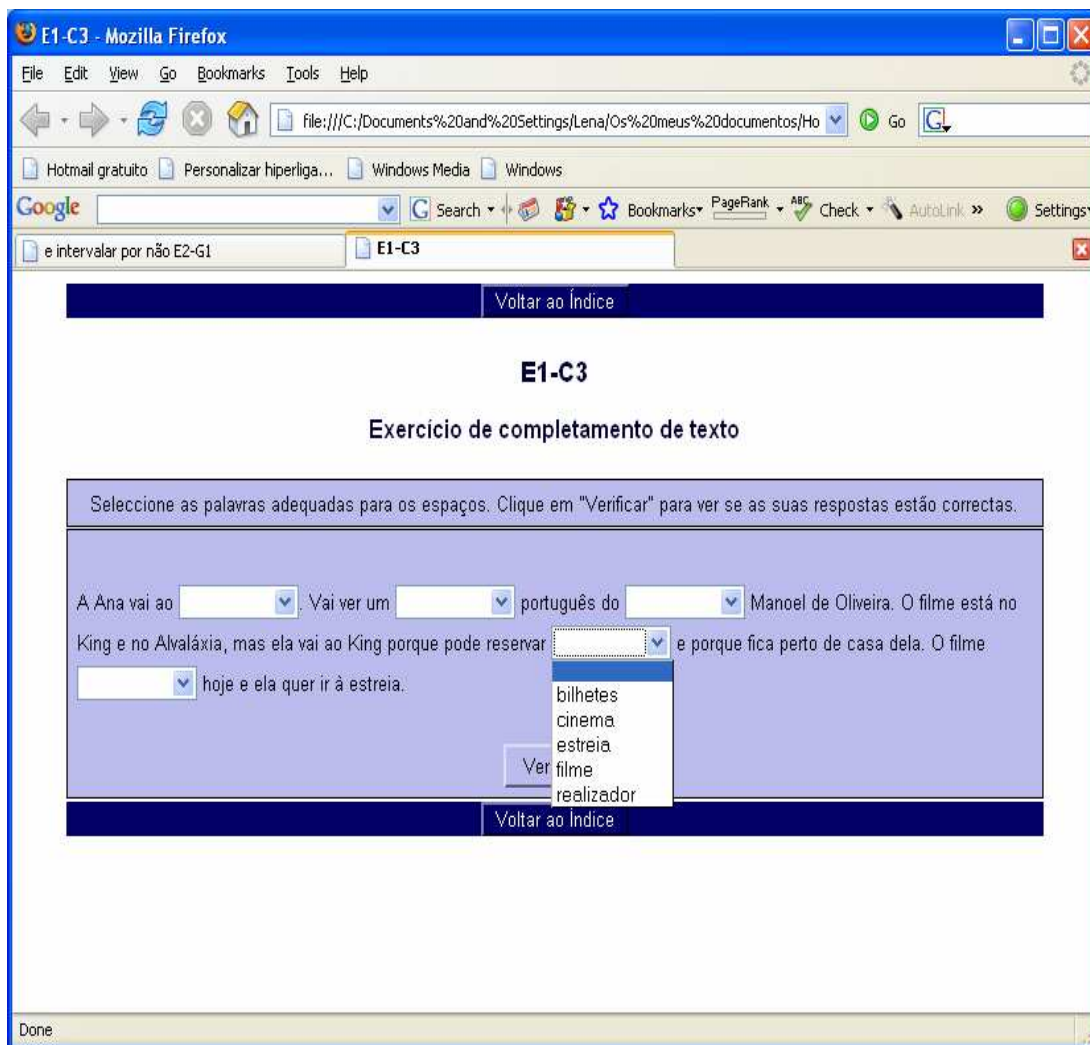 E1-C3 - Mozilla Firefox
File Edit View Go Bookmarks Tools Help
file:///C:/Documents%20and%20Settings/Lena/Os%20meus%20documentos/Ho Go G
Hotmail gratuito Personalizar hiperliga... Windows Media Windows
Google G Search Bookmarks PageRank ABC Check AutoLink » Settings
e intervalar por não E2-G1 E1-C3
Voltar ao Índice
E1-C3
Exercício de completamento de texto
Seleccione as palavras adequadas para os espaços. Clique em "Verificar" para ver se as suas respostas estão correctas.
A Ana vai ao . Vai ver um português do Manoel de Oliveira. O filme está no
King e no Alvaláxia, mas ela vai ao King porque pode reservar e porque fica perto de casa dela. O filme
hoje e ela quer ir à estreia.
bilhetes
cinema
estreia
Ver filme
realizador
Voltar ao Índice
Done